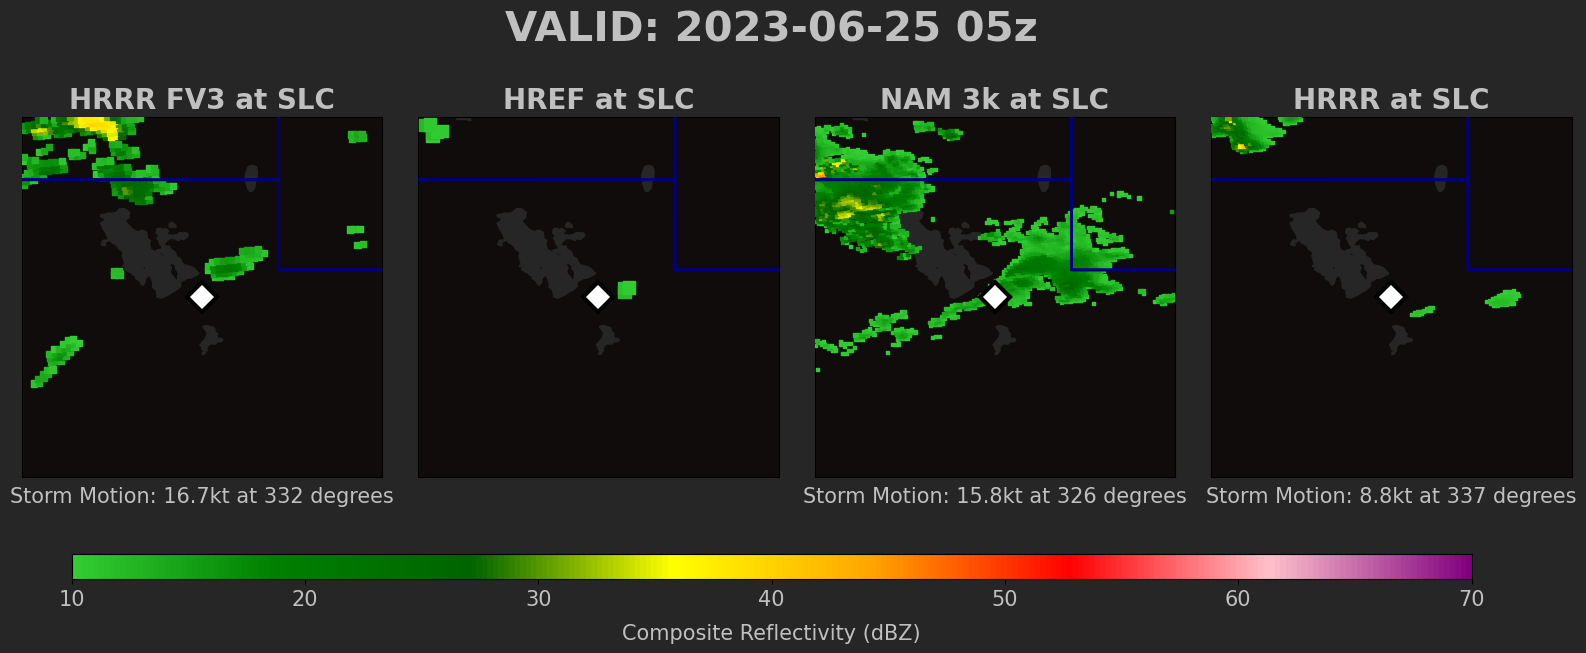 VALID: 2023-06-25 05z
HRRR FV3 at SLC
HREF at SLC
NAM 3k at SLC
HRRR at SLC
Storm Motion: 16.7kt at 332 degrees
Storm Motion: 15.8kt at 326 degrees
Storm Motion: 8.8kt at 337 degrees
10 20 30 40 50 60 70
Composite Reflectivity (dBZ)